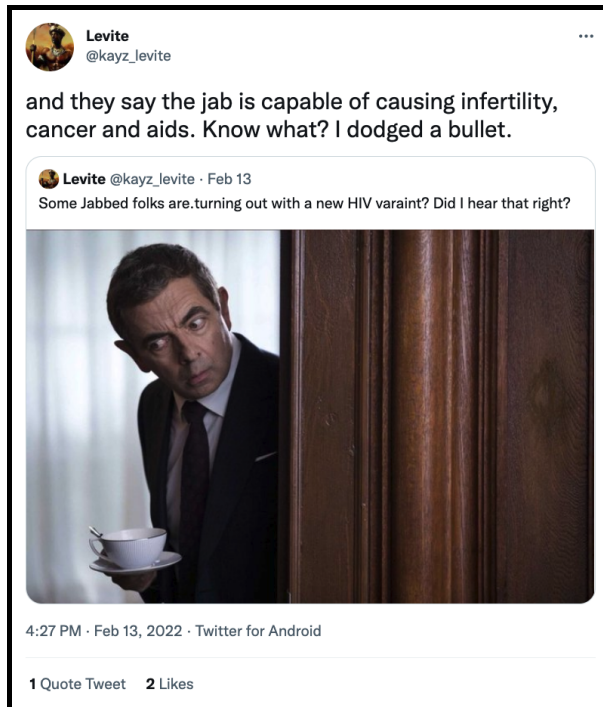 Levite
@kayz_levite
and they say the jab is capable of causing infertility,
cancer and aids. Know what? I dodged a bullet.
Levite @kayz_levite · Feb 13
Some Jabbed folks are.turning out with a new HIV varaint? Did I hear that right?
4:27 PM · Feb 13, 2022 · Twitter for Android
1 Quote Tweet 2 Likes